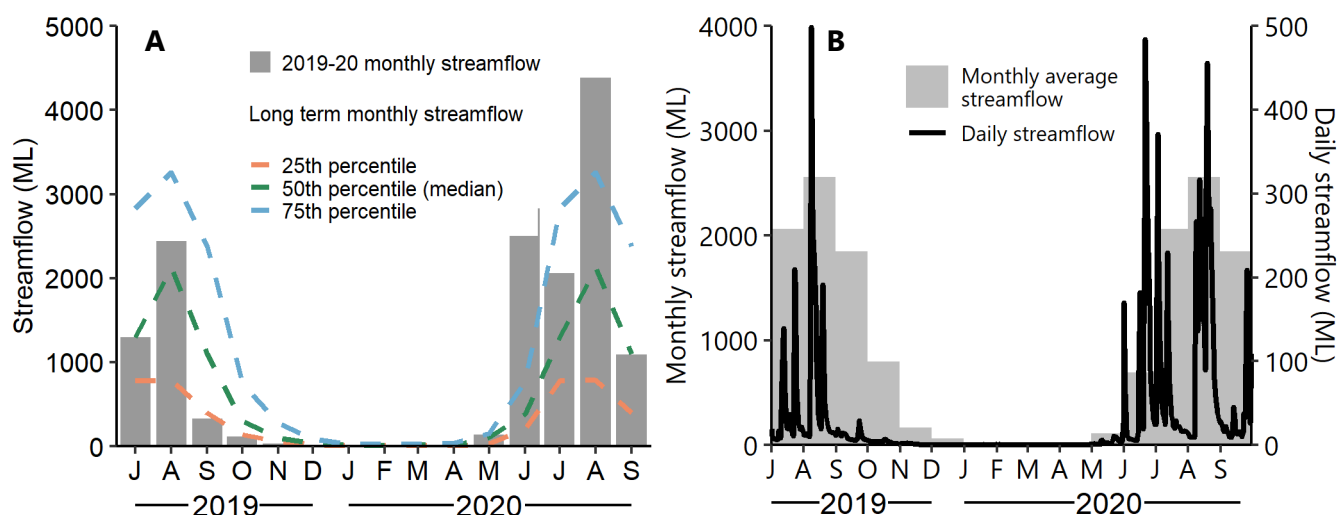 A
5000
4000
3000
2000
1000
0
Streamflow (ML)
2019-20 monthly streamflow
Long term monthly streamflow
25th percentile
50th percentile (median)
75th percentile
J A S O N D J F M A M J J A S
2019 2020
B
4000
3000
2000
1000
0
Monthly streamflow (ML)
Monthly average
streamflow
Daily streamflow
500
400
300
200
100
0
Daily streamflow (ML)
J A S O N D J F M A M J J A S
2019 2020